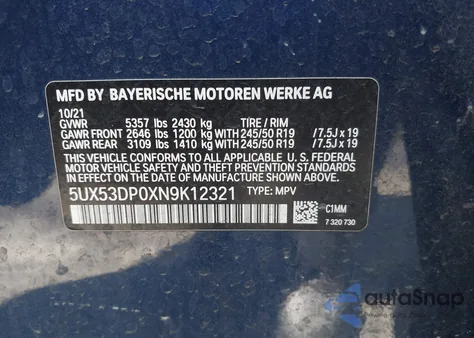 MFD BY BAYERISCHE MOTOREN WERKE AG
10/21
GVWR 5357 lbs 2430 kg TIRE / RIM
GAWR FRONT 2646 lbs 1200 kg WITH 245/50 R19 /7.5J x 19
GAWR REAR 3109 lbs 1410 kg WITH 245/50 R19 /7.5J x 19
THIS VEHICLE CONFORMS TO ALL APPLICABLE U.S. FEDERAL
MOTOR VEHICLE SAFETY AND THEFT PREVENTION STANDARDS
IN EFFECT ON THE DATE OF MANUFACTURE SHOWN ABOVE.
5UX53DP0XN9K12321 TYPE: MPV
C1MM
7 320 730
autoSnap